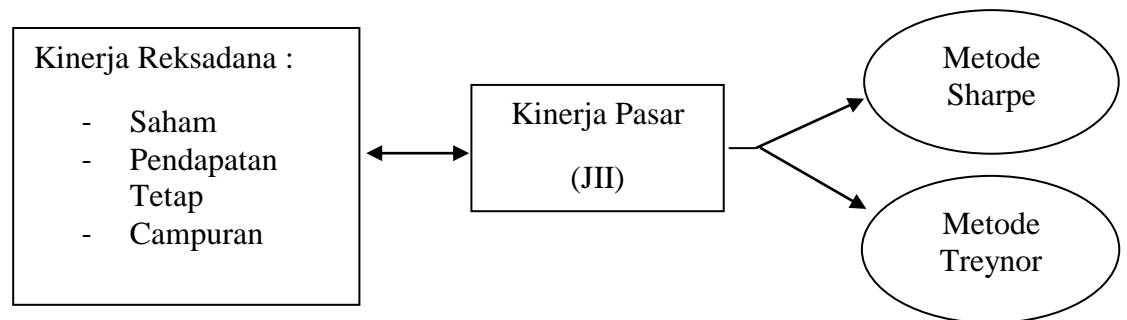 Kinerja Reksadana :
- Saham
- Pendapatan
Tetap
- Campuran
Kinerja Pasar
(JII)
Metode
Sharpe
Metode
Treynor